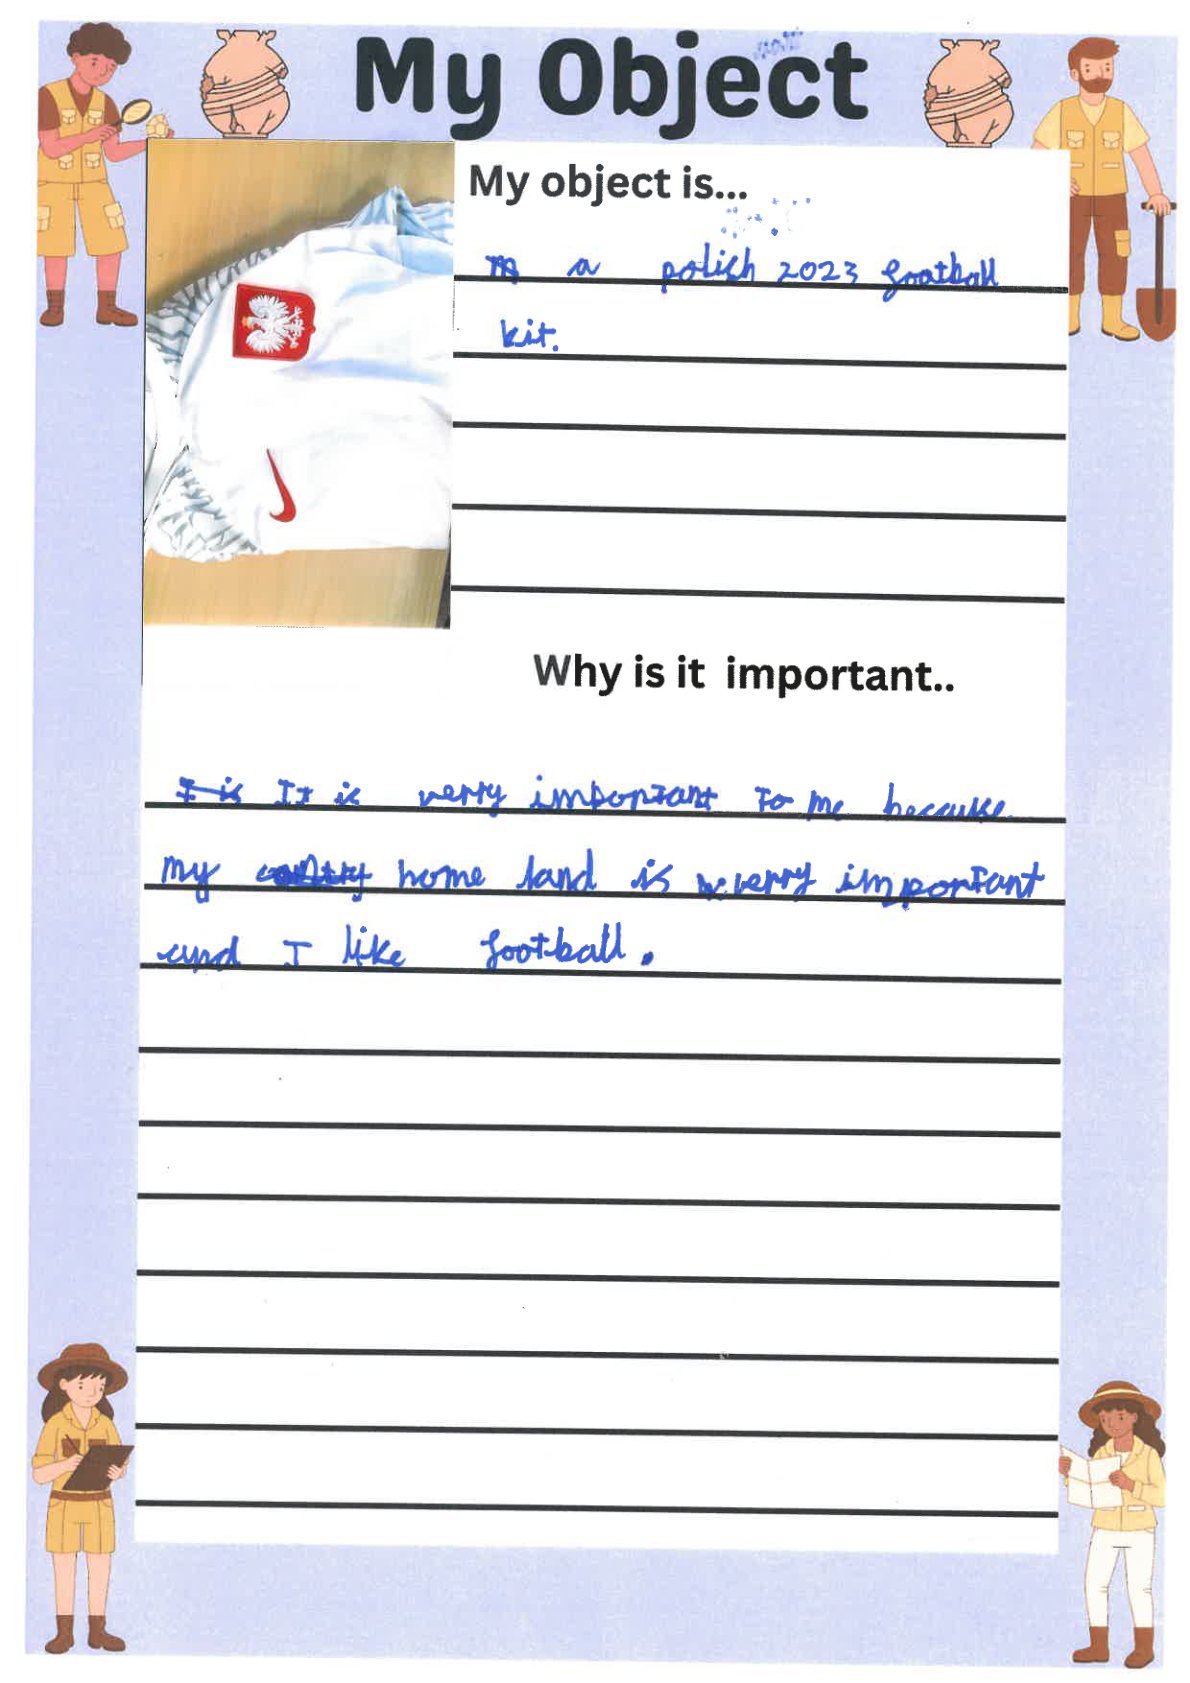 My Object
My object is...
a polish 2023 football
kit.
Why is it important..
I is It is verry important to me because
my contry home land is verry important
and I like football.